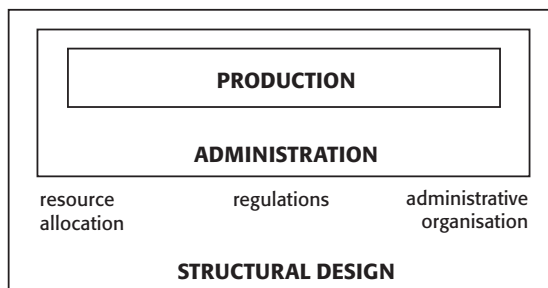 PRODUCTION
ADMINISTRATION
resource allocation
regulations
administrative organisation
STRUCTURAL DESIGN